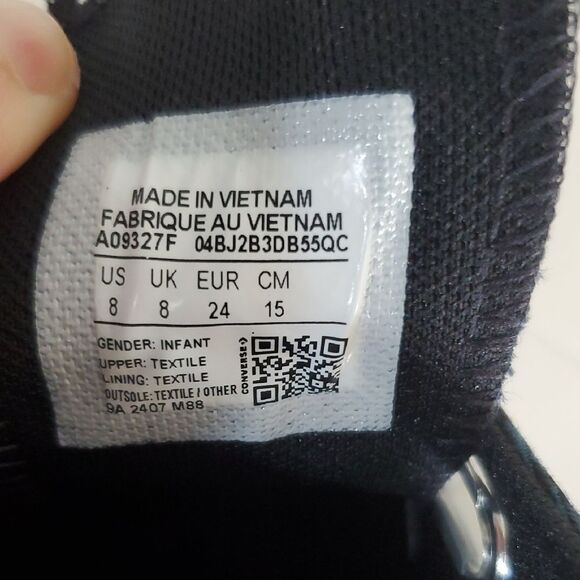 MADE IN VIETNAM
FABRIQUE AU VIETNAM
A09327F 04BJ2B3DB55QC
US UK EUR CM
8 8 24 15
GENDER: INFANT
UPPER: TEXTILE
LINING: TEXTILE
OUTSOLE: TEXTILE / OTHER
9A 2407 M88
CONVERSE